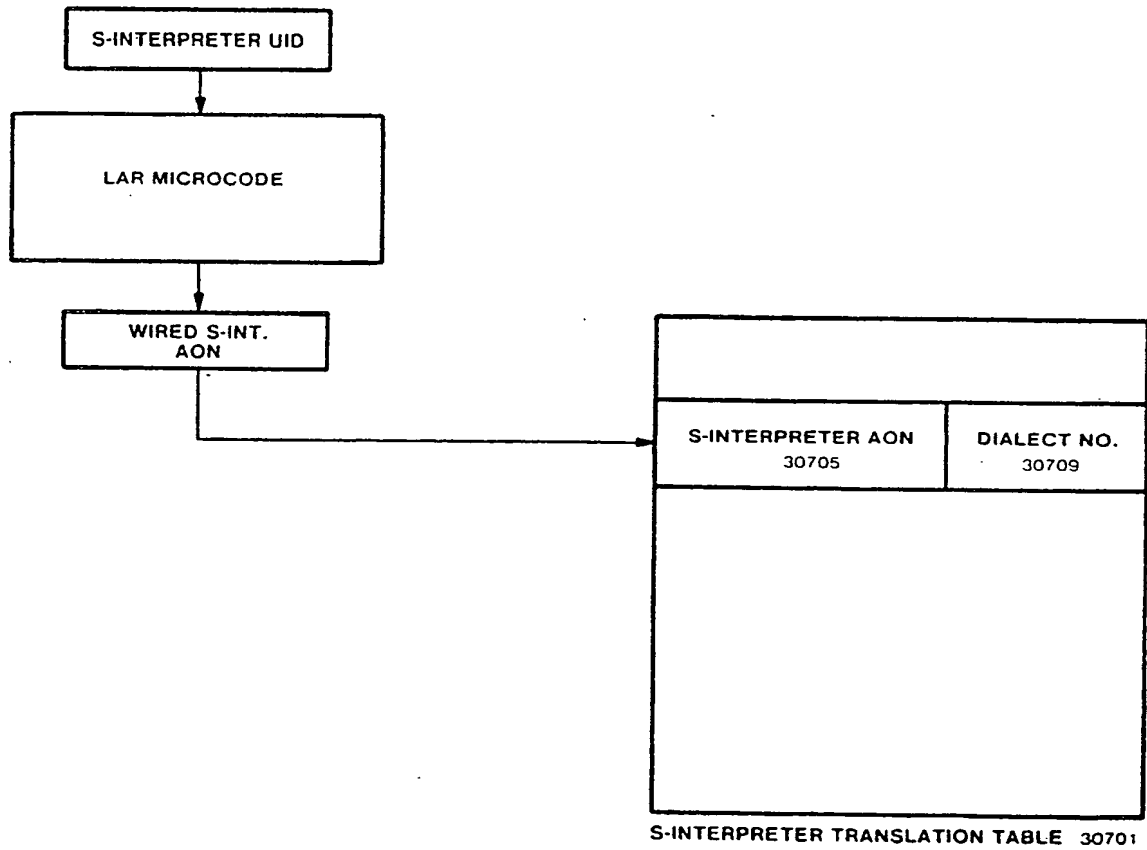 S-INTERPRETER UID
LAR MICROCODE
WIRED S-INT.
AON
S-INTERPRETER AON
30705
DIALECT NO.
30709
S-INTERPRETER TRANSLATION TABLE 30701